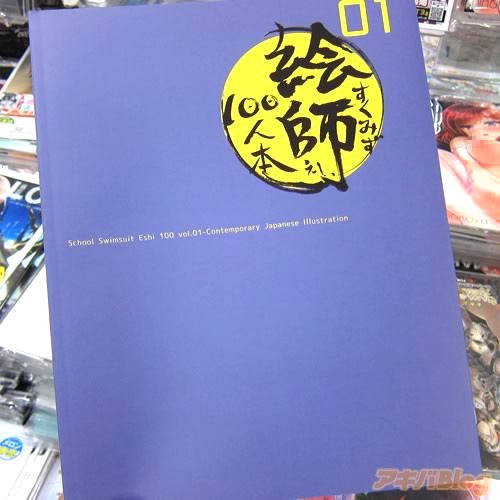 01
すくみず
絵師
100人本
School Swimsuit Eshi 100 vol.01-Contemporary Japanese Illustration
アキバBlog